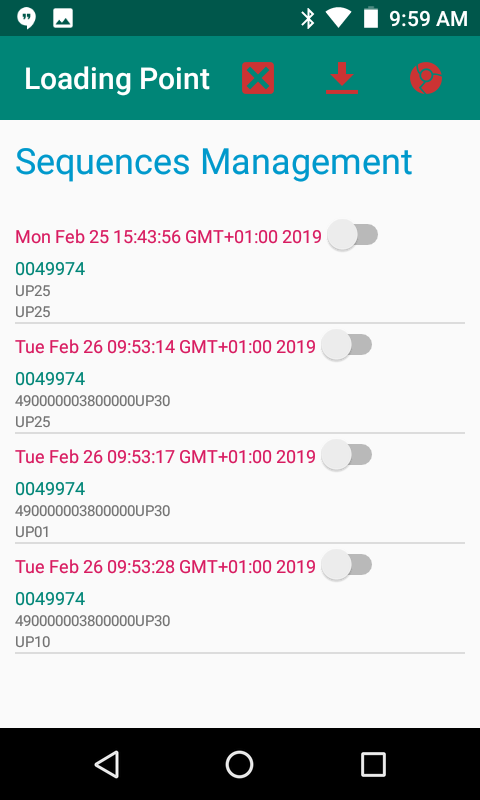 9:59 AM
Loading Point
Sequences Management
Mon Feb 25 15:43:56 GMT+01:00 2019
0049974
UP25
UP25
Tue Feb 26 09:53:14 GMT+01:00 2019
0049974
490000003800000UP30
UP25
Tue Feb 26 09:53:17 GMT+01:00 2019
0049974
490000003800000UP30
UP01
Tue Feb 26 09:53:28 GMT+01:00 2019
0049974
490000003800000UP30
UP10